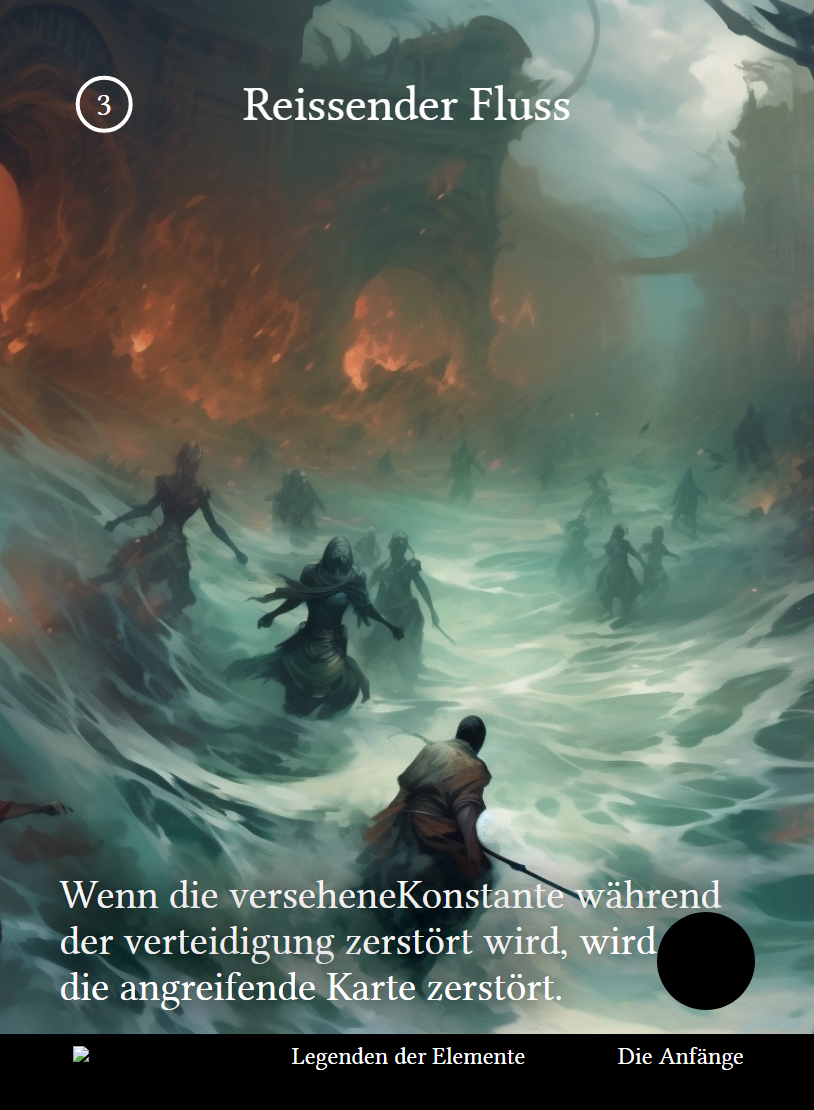 3
Reissender Fluss
Wenn die verseheneKonstante während
der verteidigung zerstört wird, wird
die angreifende Karte zerstört.
Legenden der Elemente
Die Anfänge